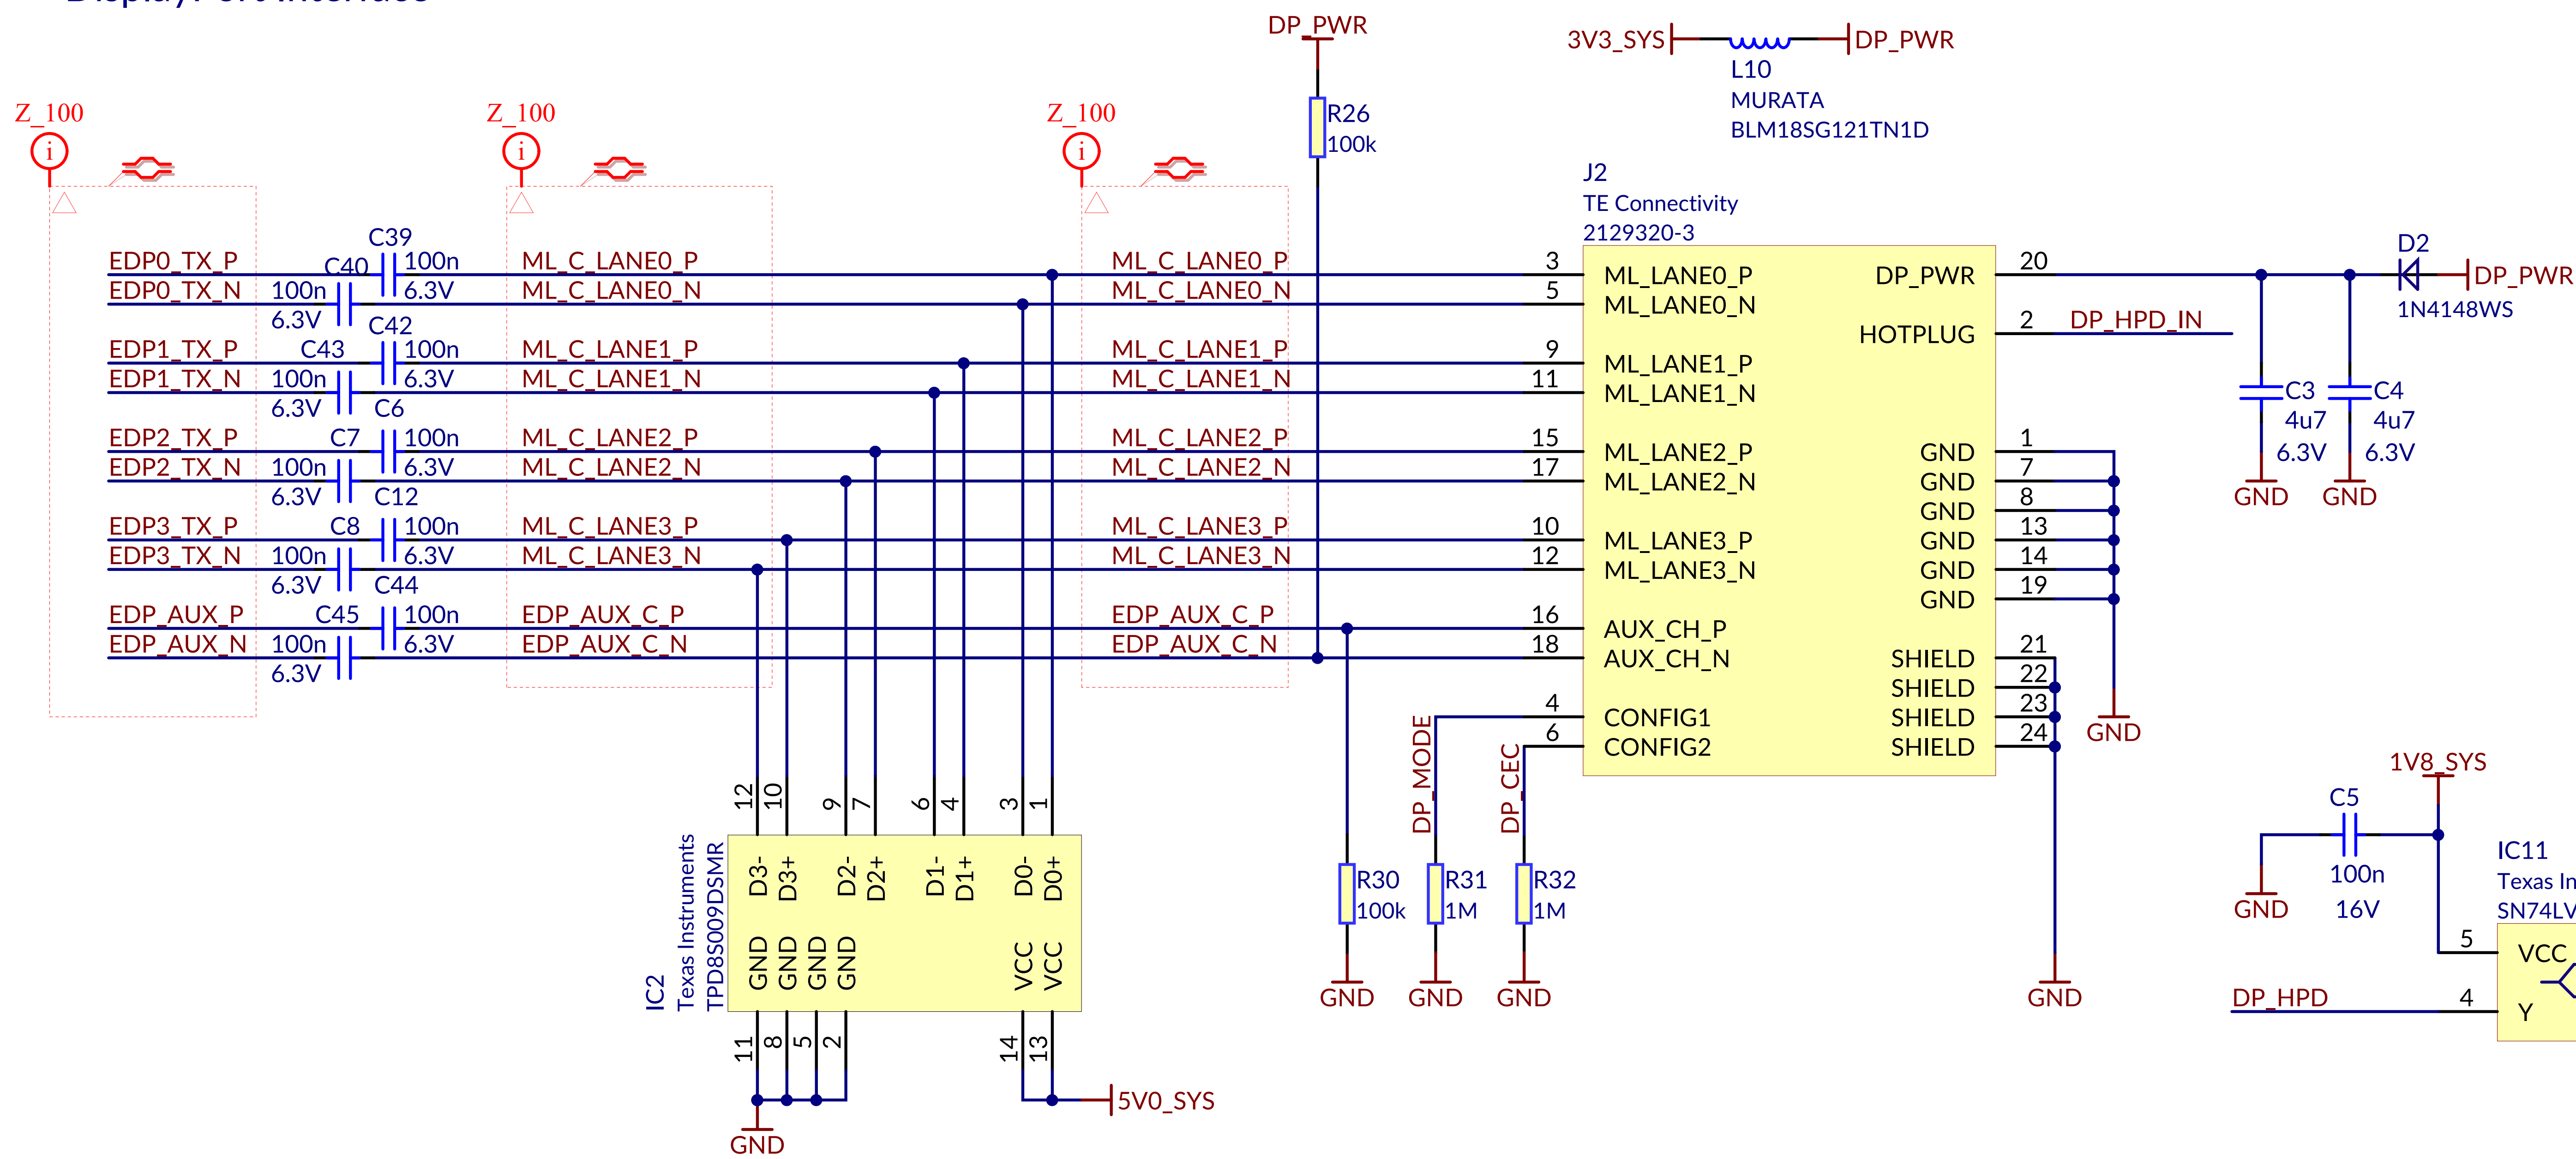 DisplayPort Interface
DP_PWR
3V3_SYS
DP_PWR
L10
MURATA
BLM18SG121TN1D
Z_100
Z_100
Z_100
i
i
i
R26
100k
J2
TE Connectivity
2129320-3
EDP0_TX_P
C39
C40
100n
ML_C_LANE0_P
ML_C_LANE0_P
3
ML_LANE0_P
EDP0_TX_N
100n
6.3V
6.3V
ML_C_LANE0_N
ML_C_LANE0_N
5
ML_LANE0_N
EDP1_TX_P
C42
C43
100n
ML_C_LANE1_P
ML_C_LANE1_P
9
ML_LANE1_P
EDP1_TX_N
100n
6.3V
6.3V
ML_C_LANE1_N
ML_C_LANE1_N
11
ML_LANE1_N
EDP2_TX_P
C6
C7
100n
ML_C_LANE2_P
ML_C_LANE2_P
15
ML_LANE2_P
EDP2_TX_N
100n
6.3V
6.3V
ML_C_LANE2_N
ML_C_LANE2_N
17
ML_LANE2_N
EDP3_TX_P
C12
C8
100n
ML_C_LANE3_P
ML_C_LANE3_P
10
ML_LANE3_P
EDP3_TX_N
100n
6.3V
6.3V
ML_C_LANE3_N
ML_C_LANE3_N
12
ML_LANE3_N
EDP_AUX_P
C44
C45
100n
EDP_AUX_C_P
EDP_AUX_C_P
16
AUX_CH_P
EDP_AUX_N
100n
6.3V
6.3V
EDP_AUX_C_N
EDP_AUX_C_N
18
AUX_CH_N
4
CONFIG1
6
CONFIG2
DP_MODE
DP_CEC
DP_PWR
20
HOTPLUG
2
DP_HPD_IN
GND
1
GND
7
GND
8
GND
13
GND
14
GND
19
SHIELD
21
SHIELD
22
SHIELD
23
SHIELD
24
GND
GND
D2
DP_PWR
1N4148WS
C3
4u7
6.3V
GND
C4
4u7
6.3V
GND
R30
100k
GND
R31
1M
GND
R32
1M
GND
12
10
9
7
6
4
3
1
D3-
D3+
D2-
D2+
D1-
D1+
D0-
D0+
GND
GND
GND
GND
VCC
VCC
IC2
Texas Instruments
TPD8S009DSMR
11
8
5
2
14
13
GND
5V0_SYS
1V8_SYS
C5
100n
16V
GND
IC11
Texas In
SN74LV
5
VCC
DP_HPD
4
Y